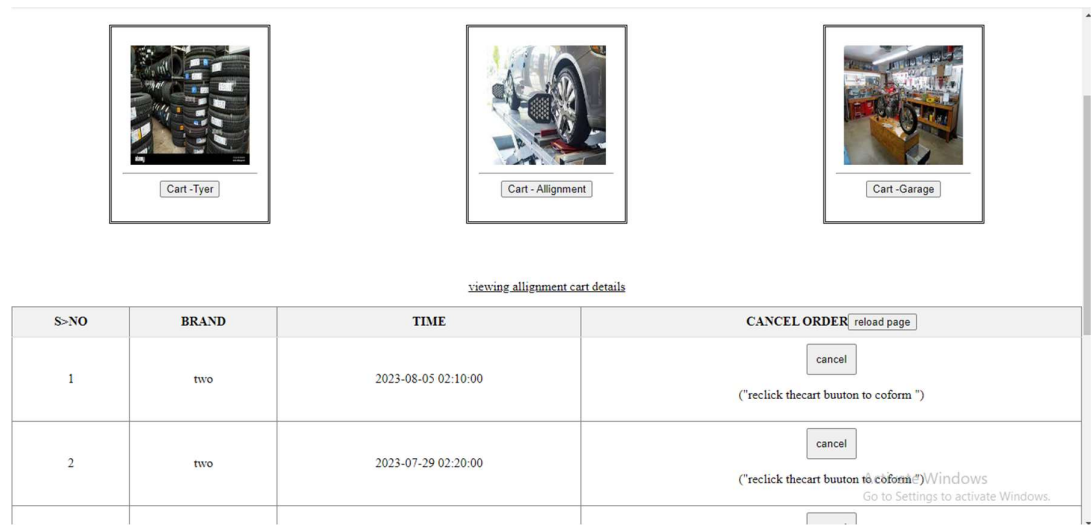 Cart -Tyer
Cart - Allignment
Cart -Garage
viewing allignment cart details
S>NO BRAND TIME CANCEL ORDER reload page
cancel
1 two 2023-08-05 02:10:00
("reclick thecart buuton to coform ")
cancel
2 two 2023-07-29 02:20:00
("reclick thecart buuton to coform ")
Activate Windows
Go to Settings to activate Windows.